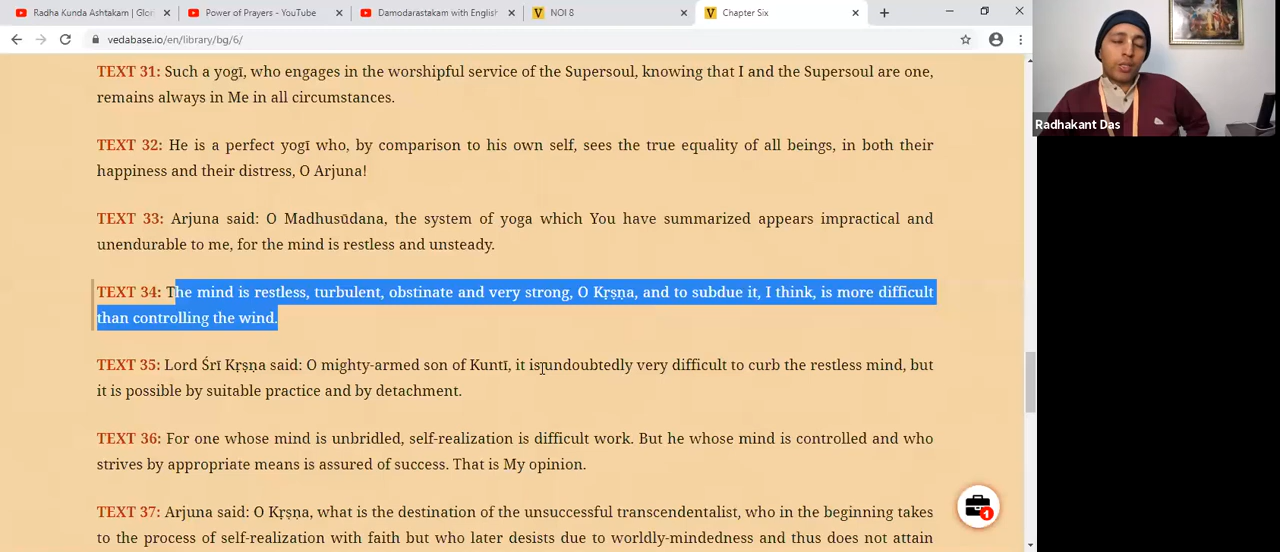 Radha Kunda Ashtakam | Glor
Power of Prayers - YouTube
Damodarastakam with English
NOI 8
Chapter Six
vedabase.io/en/library/bg/6/
TEXT 31: Such a yogī, who engages in the worshipful service of the Supersoul, knowing that I and the Supersoul are one,
remains always in Me in all circumstances.
TEXT 32: He is a perfect yogī who, by comparison to his own self, sees the true equality of all beings, in both their
happiness and their distress, O Arjuna!
TEXT 33: Arjuna said: O Madhusūdana, the system of yoga which You have summarized appears impractical and
unendurable to me, for the mind is restless and unsteady.
TEXT 34: The mind is restless, turbulent, obstinate and very strong, O Kṛṣṇa, and to subdue it, I think, is more difficult
than controlling the wind.
TEXT 35: Lord Śrī Kṛṣṇa said: O mighty-armed son of Kuntī, it is undoubtedly very difficult to curb the restless mind, but
it is possible by suitable practice and by detachment.
TEXT 36: For one whose mind is unbridled, self-realization is difficult work. But he whose mind is controlled and who
strives by appropriate means is assured of success. That is My opinion.
TEXT 37: Arjuna said: O Kṛṣṇa, what is the destination of the unsuccessful transcendentalist, who in the beginning takes
to the process of self-realization with faith but who later desists due to worldly-mindedness and thus does not attain
1
Radhakant Das